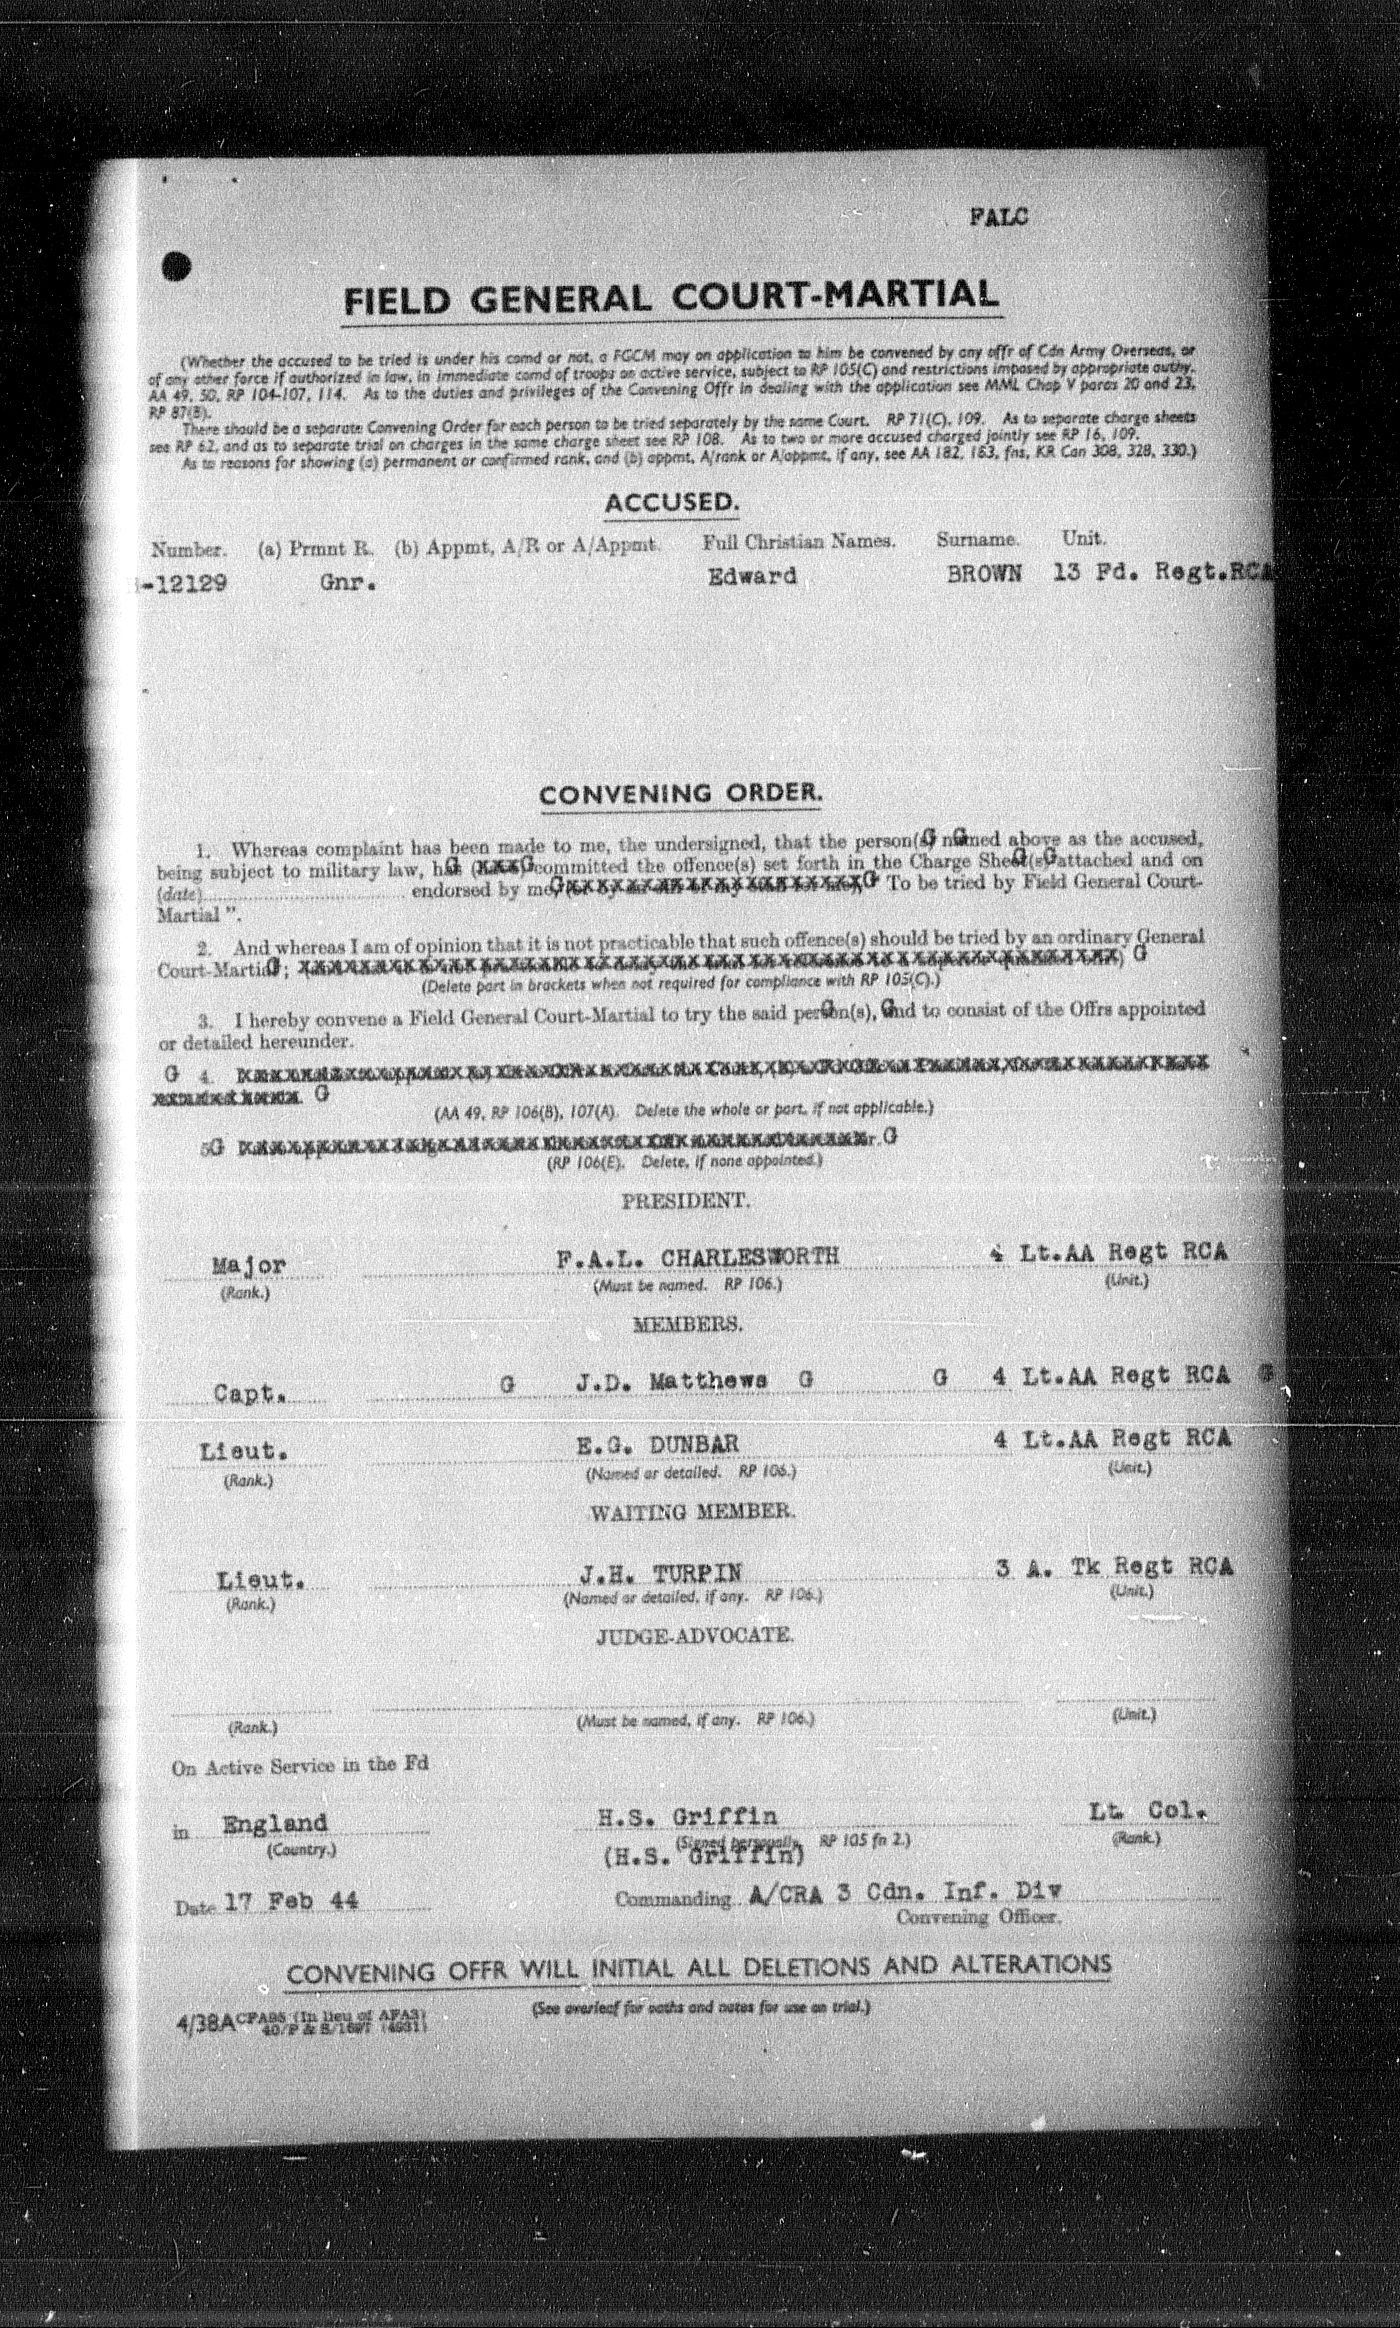 FALC
FIELD GENERAL COURT-MARTIAL
(Whether the accused to be tried is under his comd or not, a FGCM may on application to him be convened by any offr of Cdn Army Overseas, or
of any other force if authorized in law, in immediate comd of troops on active service, subject to RP 105(C) and restrictions imposed by appropriate authy.
AA 49, 50, RP 104-107, 114. As to the duties and privileges of the Convening Offr in dealing with the application see MML Chap V paras 20 and 23,
RP 87(B).
There should be a separate Convening Order for each person to be tried separately by the same Court. RP 71(C), 109. As to separate charge sheets
see RP 62, and as to separate trial on charges in the same charge sheet see RP 108. As to two or more accused charged jointly see RP 16, 109.
As to reasons for showing (a) permanent or confirmed rank, and (b) appmt, A/rank or A/appmt, if any, see AA 182, 183, fns, KR Can 308, 328, 330.)
ACCUSED.
Number. (a) Prmnt R. (b) Appmt, A/R or A/Appmt. Full Christian Names. Surname. Unit.
-12129 Gnr. Edward BROWN 13 Fd. Regt.RCA
CONVENING ORDER.
1. Whereas complaint has been made to me, the undersigned, that the person(s) G named above as the accused,
being subject to military law, has G (xxxx G committed the offence(s) set forth in the Charge Sheet G (s) G attached and on
(date) endorsed by me, G G To be tried by Field General Court-
Martial ”.
2. And whereas I am of opinion that it is not practicable that such offence(s) should be tried by an ordinary General
Court-Martial G; G
(Delete part in brackets when not required for compliance with RP 105(C).)
3. I hereby convene a Field General Court-Martial to try the said person(s), G and to consist of the Offrs appointed
or detailed hereunder.
G 4.
G
(AA 49, RP 106(B), 107(A). Delete the whole or part, if not applicable.)
5 G G
(RP 106(E). Delete, if none appointed.)
PRESIDENT.
Major F.A.L. CHARLESWORTH 4 Lt.AA Regt RCA
(Rank.) (Must be named. RP 106.) (Unit.)
MEMBERS.
Capt. G J.D. Matthews G G 4 Lt.AA Regt RCA G
Lieut. E.G. DUNBAR 4 Lt.AA Regt RCA
(Rank.) (Named or detailed. RP 106.) (Unit.)
WAITING MEMBER.
Lieut. J.H. TURPIN 3 A. Tk Regt RCA
(Rank.) (Named or detailed, if any. RP 106.) (Unit.)
JUDGE-ADVOCATE.
(Rank.) (Must be named, if any. RP 106.) (Unit.)
On Active Service in the Fd
in England H.S. Griffin Lt. Col.
(Country.) (Signed personally. RP 105 fn 2.) (Rank.)
(H.S. Griffin)
Date 17 Feb 44 Commanding A/CRA 3 Cdn. Inf. Div
Convening Officer.
CONVENING OFFR WILL INITIAL ALL DELETIONS AND ALTERATIONS
(See overleaf for oaths and notes for use on trial.)
4/38A CFA85 (In lieu of AFA3)
40/P & S/1697 (4631)